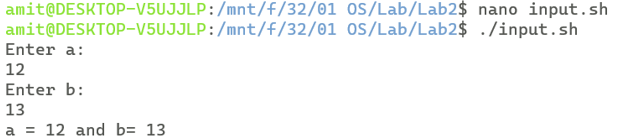 amit@DESKTOP-V5UJJLP:/mnt/f/32/01 OS/Lab/Lab2$ nano input.sh
amit@DESKTOP-V5UJJLP:/mnt/f/32/01 OS/Lab/Lab2$ ./input.sh
Enter a:
12
Enter b:
13
a = 12 and b= 13